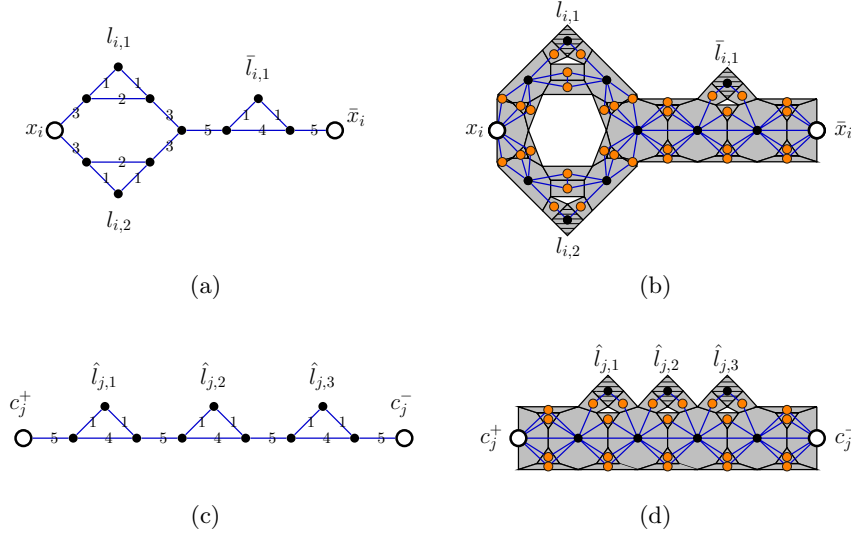 l_{i,1}
\bar{l}_{i,1}
1 1
2
1 1
3 3
x_i 5 4 5 \bar{x}_i
3 3
2
1 1
l_{i,2}
(a)
l_{i,1}
\bar{l}_{i,1}
x_i \bar{x}_i
l_{i,2}
(b)
\hat{l}_{j,1} \hat{l}_{j,2} \hat{l}_{j,3}
c_j^+ c_j^-
1 1 1 1 1 1
5 4 5 4 5 4 5
(c)
\hat{l}_{j,1} \hat{l}_{j,2} \hat{l}_{j,3}
c_j^+ c_j^-
(d)